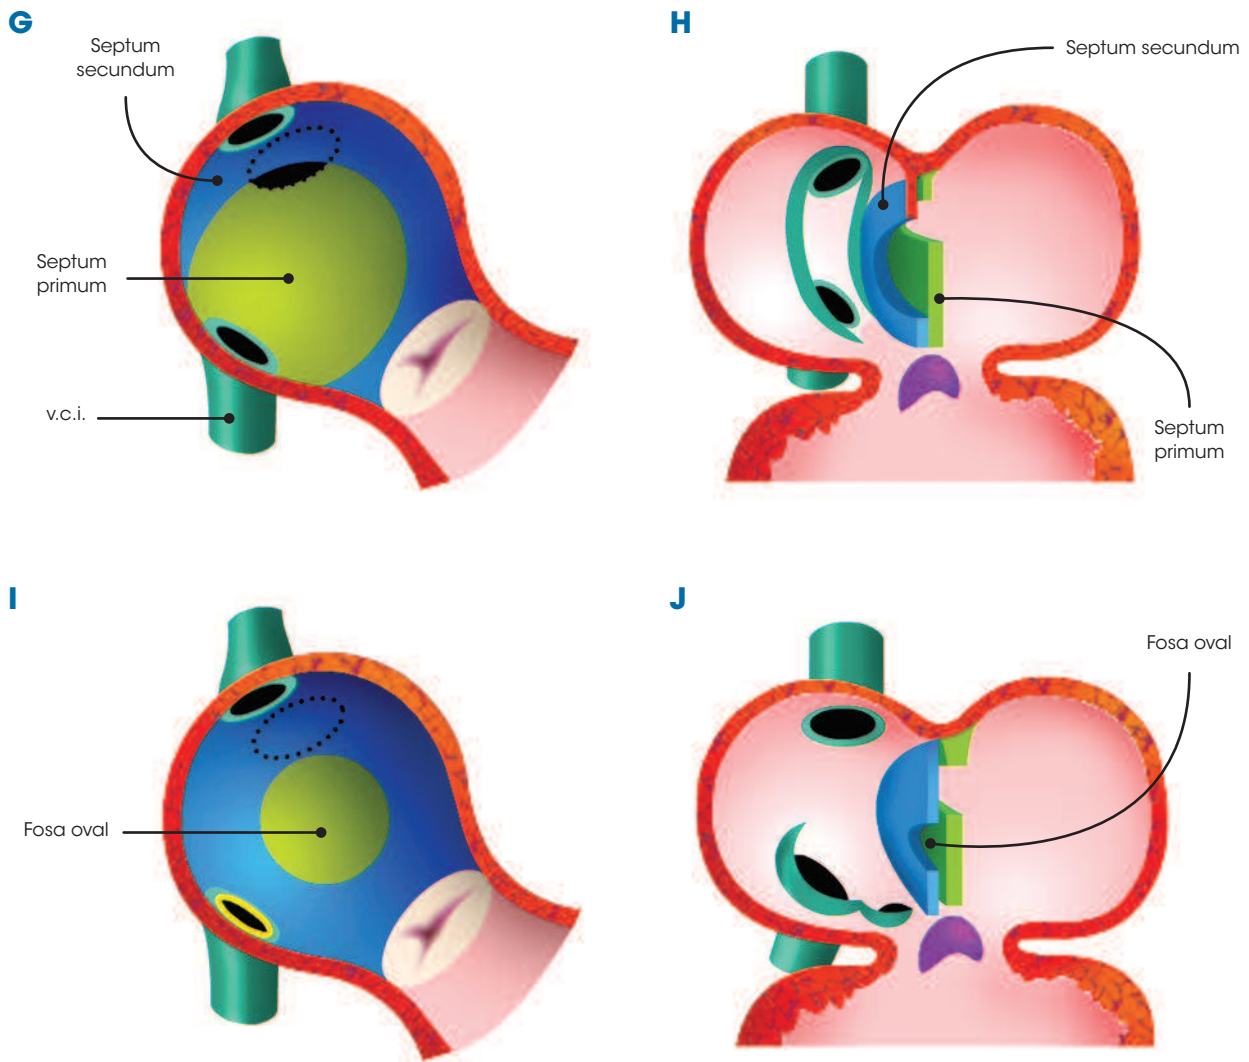 G
Septum
secundum
Septum
primum
v.c.i.
H
Septum secundum
Septum
primum
I
Fosa oval
J
Fosa oval